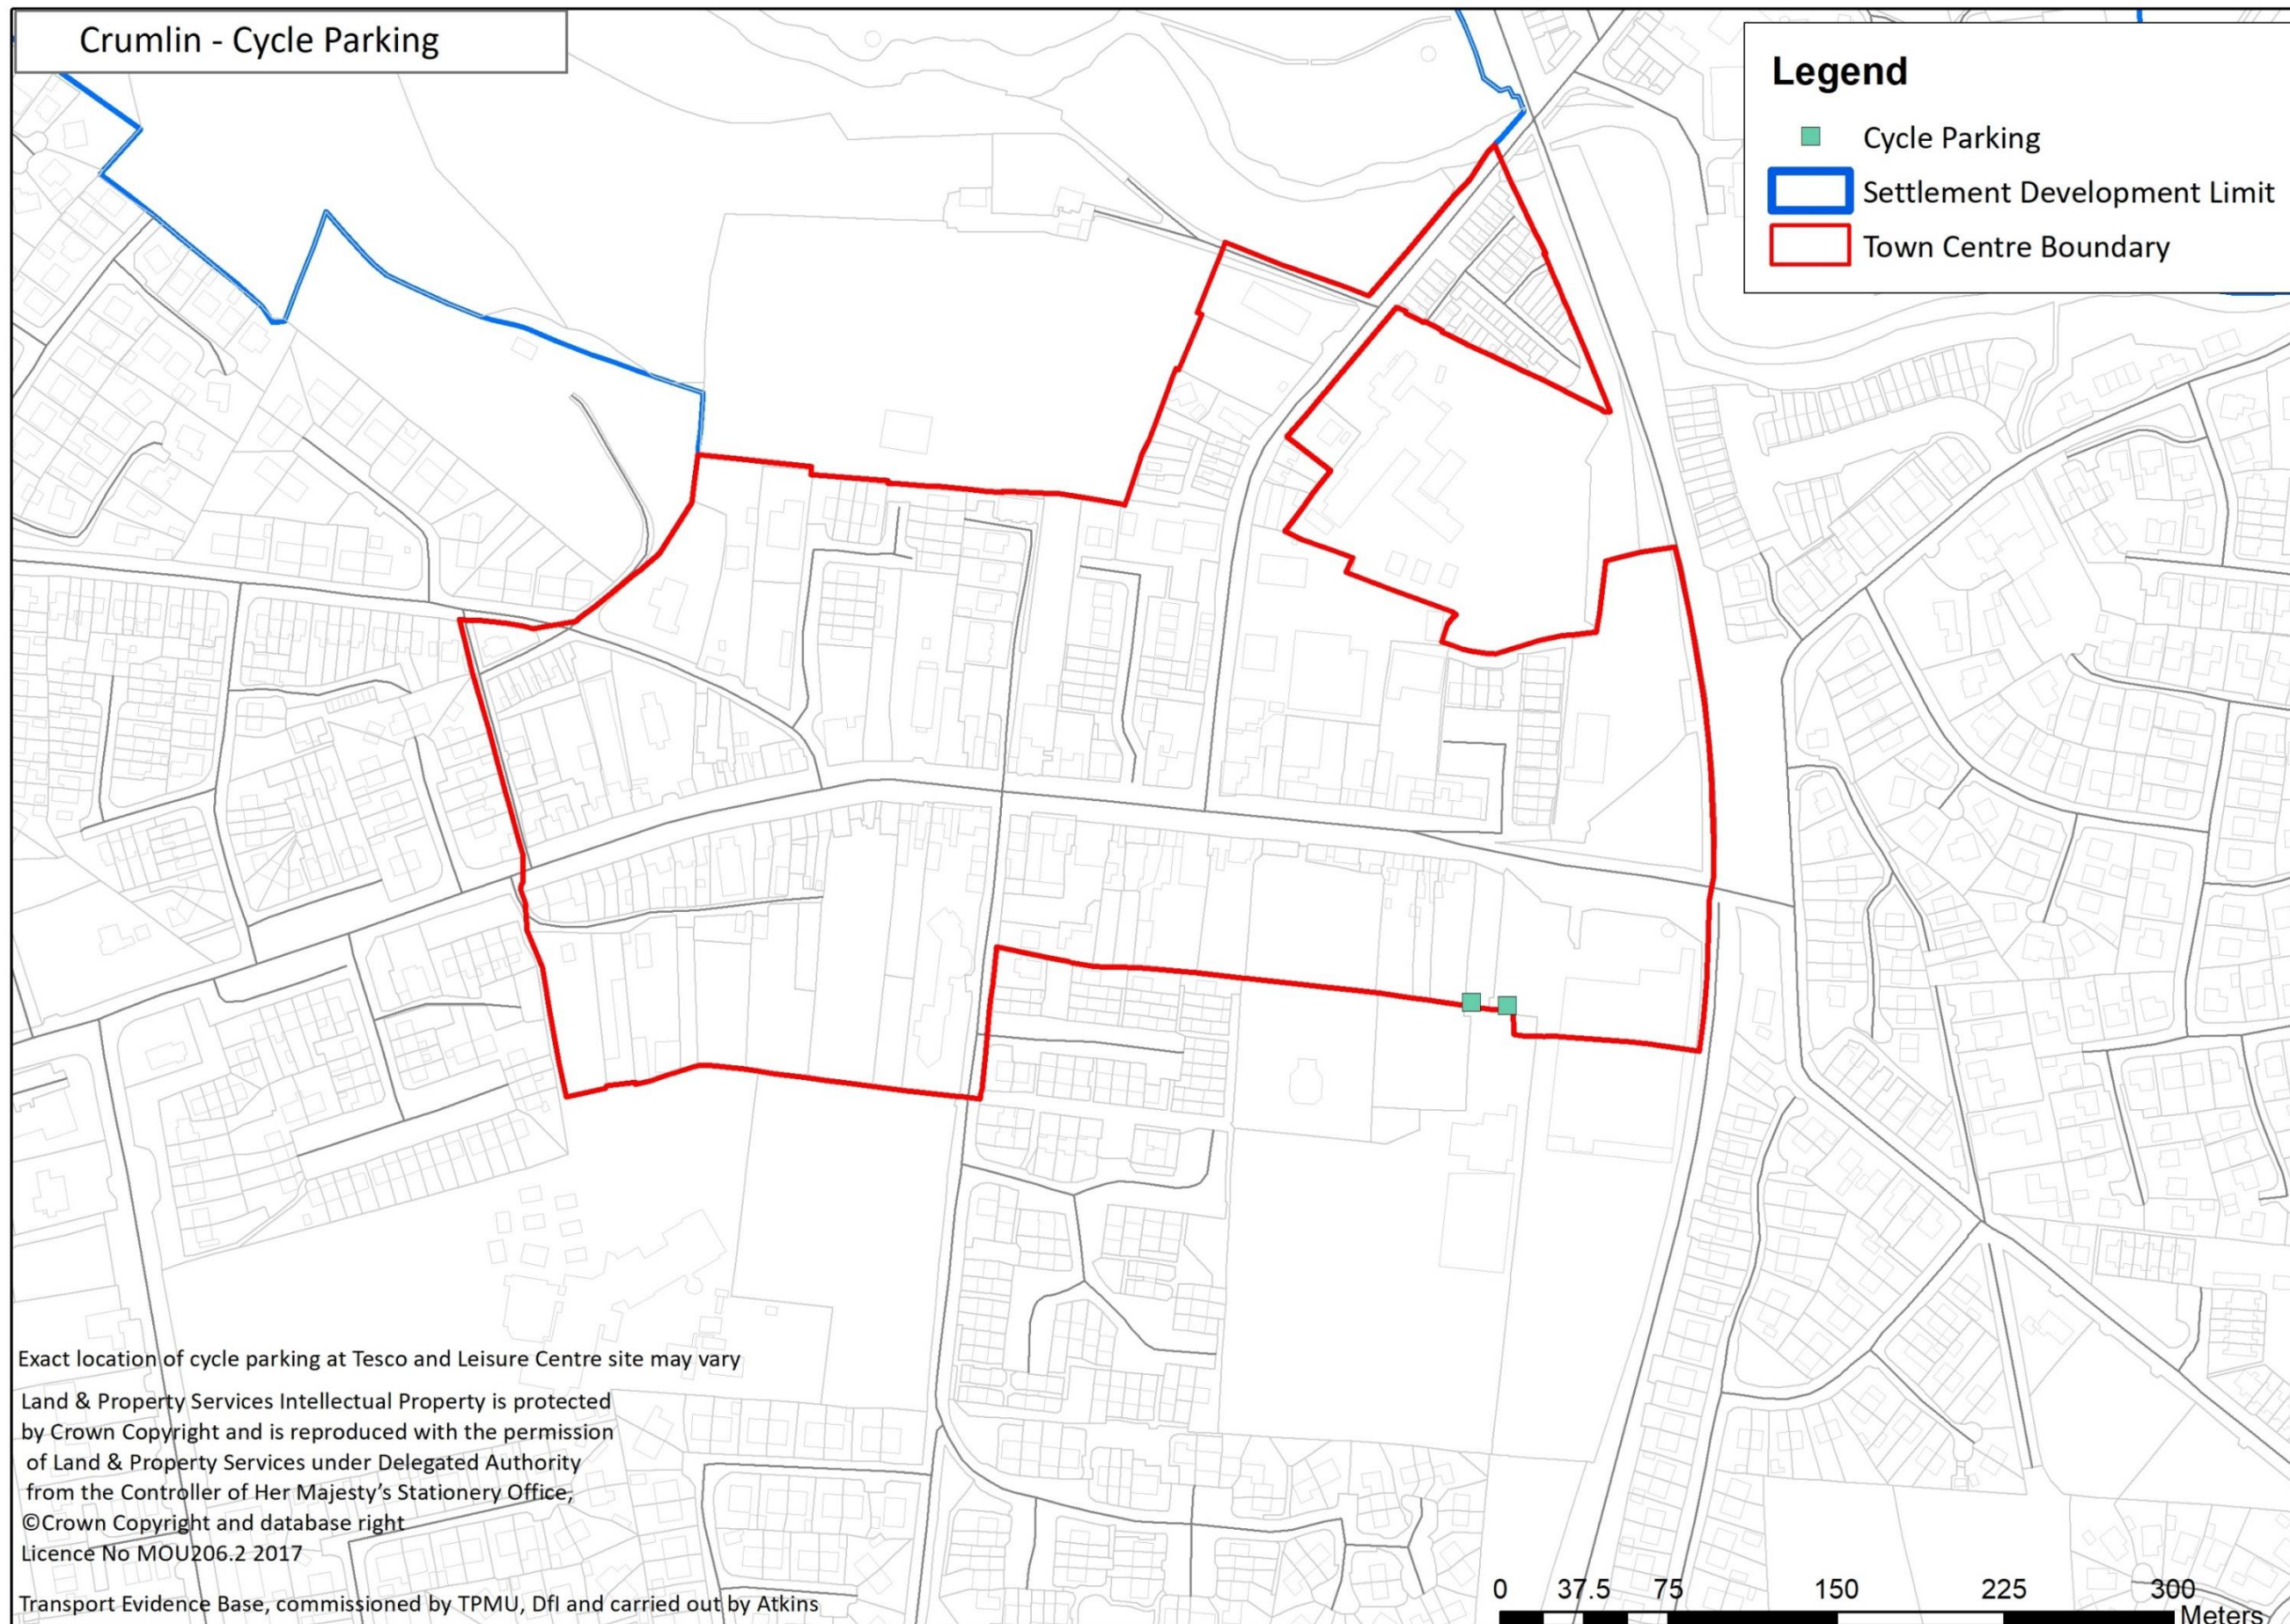 Crumlin - Cycle Parking
Legend
Cycle Parking
Settlement Development Limit
Town Centre Boundary
Exact location of cycle parking at Tesco and Leisure Centre site may vary
Land & Property Services Intellectual Property is protected
by Crown Copyright and is reproduced with the permission
of Land & Property Services under Delegated Authority
from the Controller of Her Majesty's Stationery Office,
©Crown Copyright and database right
Licence No MOU206.2 2017
Transport Evidence Base, commissioned by TPMU, DfI and carried out by Atkins
0 37.5 75 150 225 300
Meters